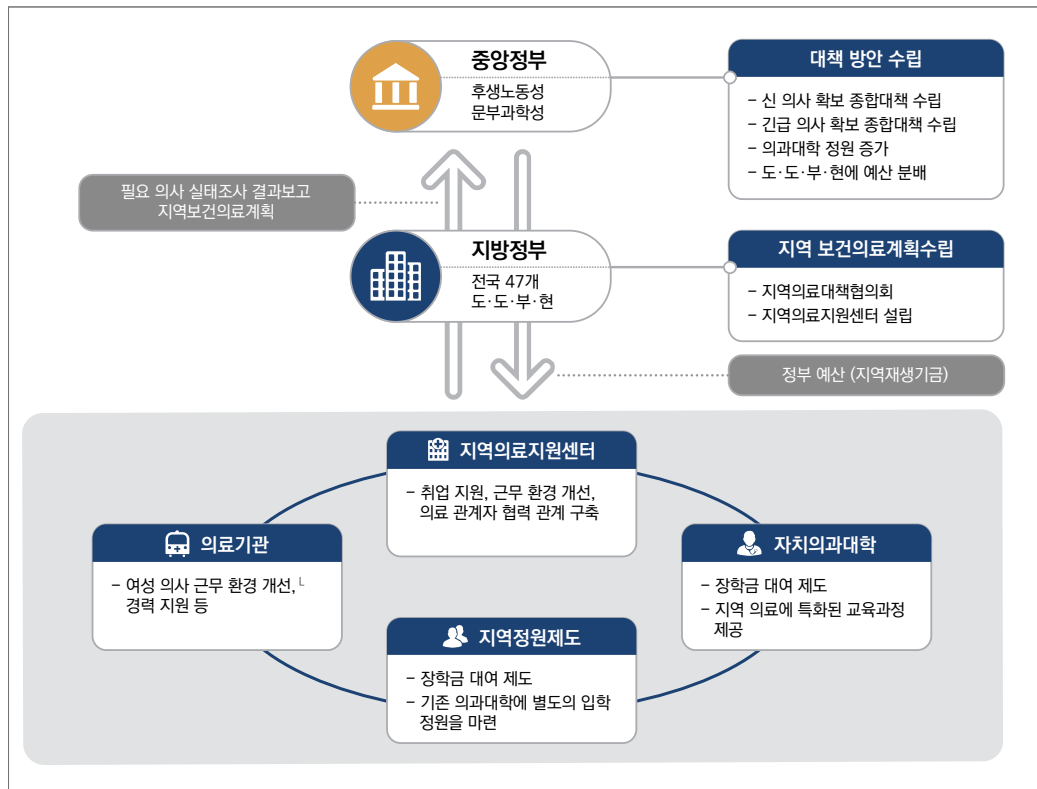 중앙정부
후생노동성
문부과학성
대책 방안 수립
– 신 의사 확보 종합대책 수립
– 긴급 의사 확보 종합대책 수립
– 의과대학 정원 증가
– 도·도·부·현에 예산 분배
필요 의사 실태조사 결과보고
지역보건의료계획
지방정부
전국 47개
도·도·부·현
지역 보건의료계획수립
– 지역의료대책협의회
– 지역의료지원센터 설립
정부 예산 (지역재생기금)
지역의료지원센터
– 취업 지원, 근무 환경 개선,
의료 관계자 협력 관계 구축
의료기관
– 여성 의사 근무 환경 개선,└
경력 지원 등
자치의과대학
– 장학금 대여 제도
– 지역 의료에 특화된 교육과정
제공
지역정원제도
– 장학금 대여 제도
– 기존 의과대학에 별도의 입학
정원을 마련